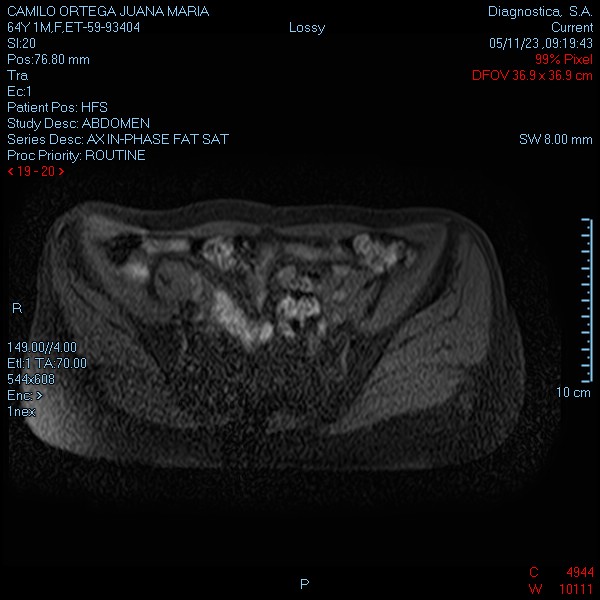 CAMILO ORTEGA JUANA MARIA
64Y 1M,F,ET-59-93404
Sl:20
Pos:76.80 mm
Tra
Ec:1
Patient Pos: HFS
Study Desc: ABDOMEN
Series Desc: AX IN-PHASE FAT SAT
Proc Priority: ROUTINE
< 19 - 20 >
Lossy
Diagnostica, S.A.
Current
05/11/23 ,09:19:43
99% Pixel
DFOV 36.9 x 36.9 cm
SW 8.00 mm
R
149.00//4.00
Etl:1 TA:70.00
544x608
Enc: >
1nex
10 cm
P
C 4944
W 10111